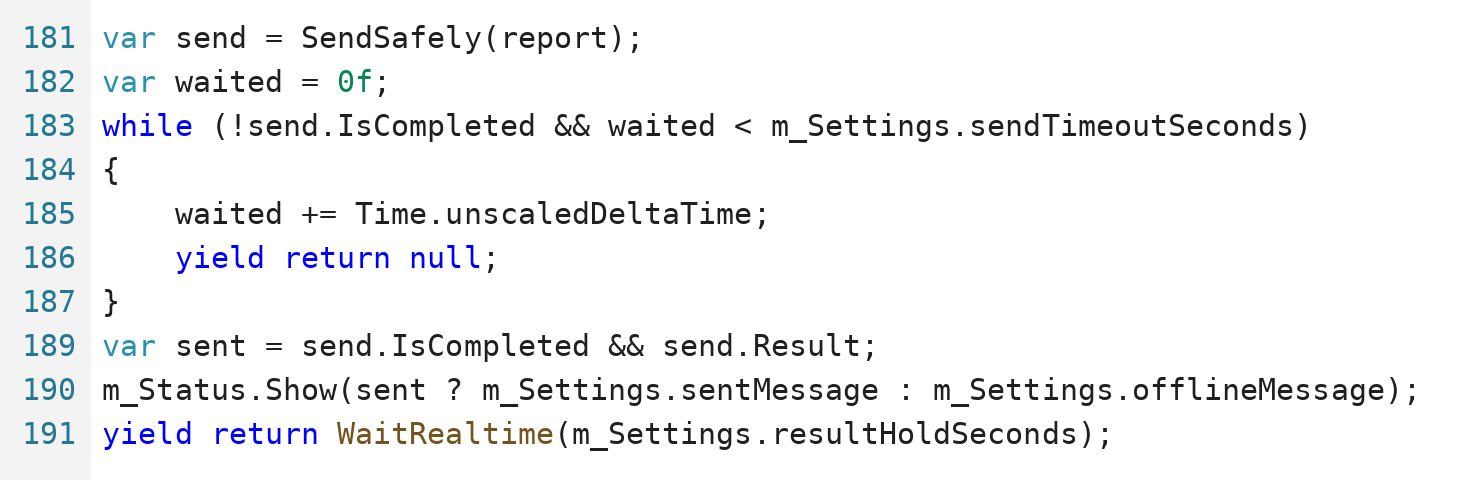 181 var send = SendSafely(report);
182 var waited = 0f;
183 while (!send.IsCompleted && waited < m_Settings.sendTimeoutSeconds)
184 {
185     waited += Time.unscaledDeltaTime;
186     yield return null;
187 }
189 var sent = send.IsCompleted && send.Result;
190 m_Status.Show(sent ? m_Settings.sentMessage : m_Settings.offlineMessage);
191 yield return WaitRealtime(m_Settings.resultHoldSeconds);